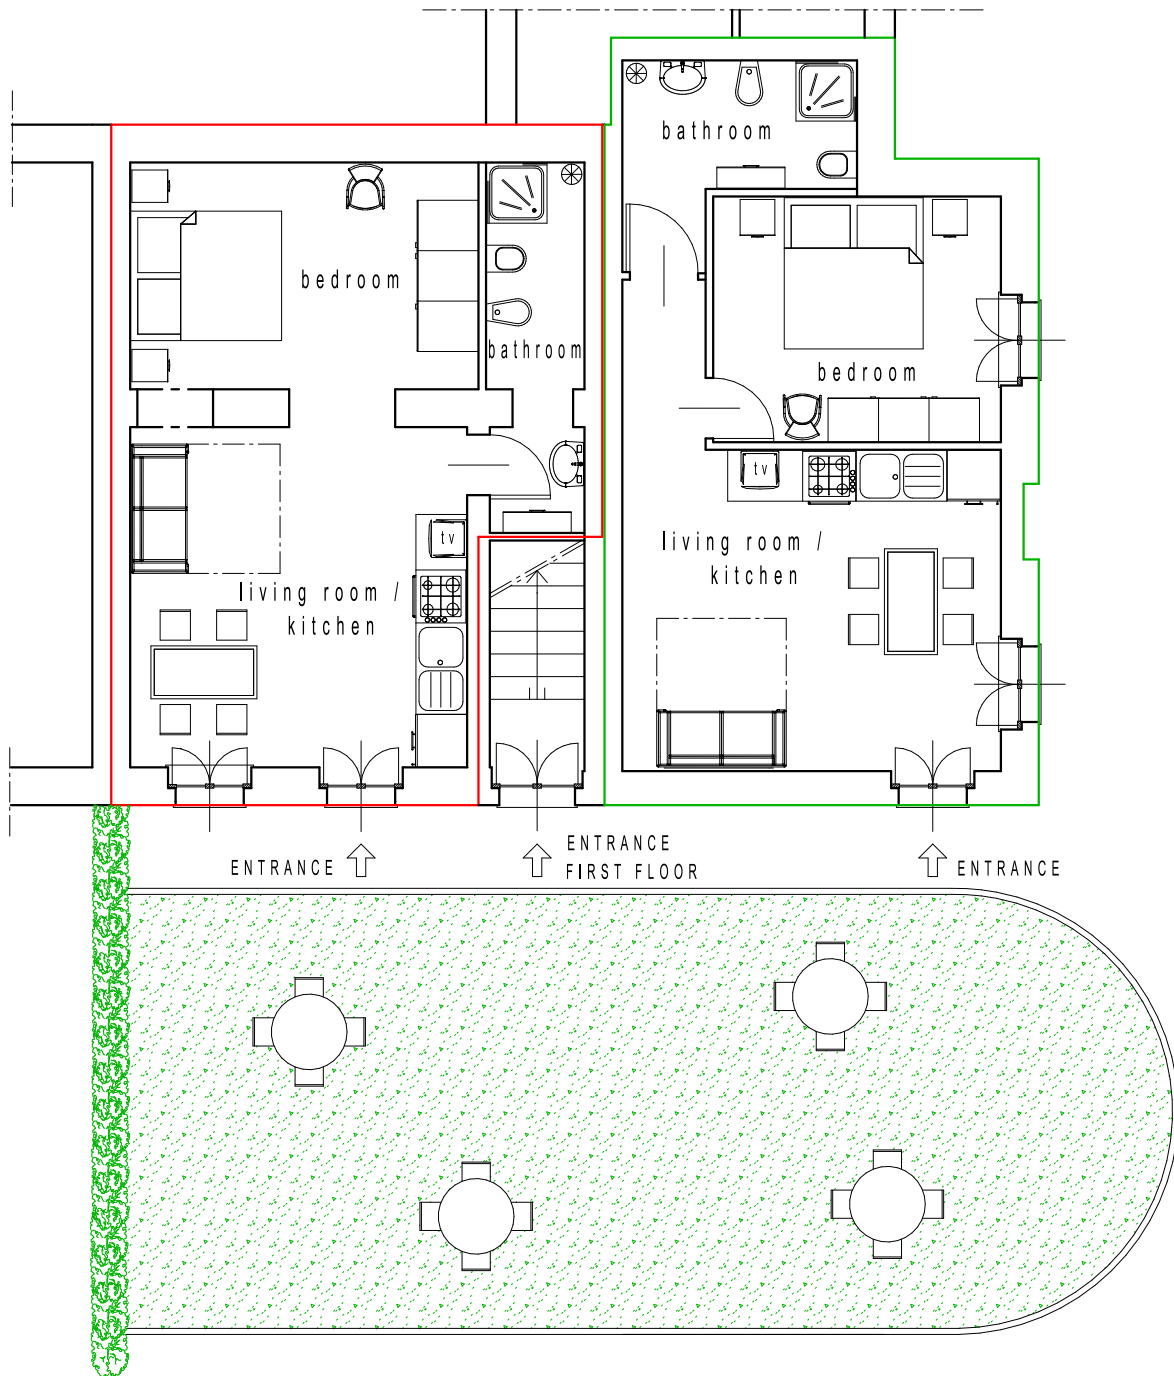 bathroom
bedroom
bathroom
bedroom
tv
tv
living room /
kitchen
living room /
kitchen
ENTRANCE
ENTRANCE
FIRST FLOOR
ENTRANCE